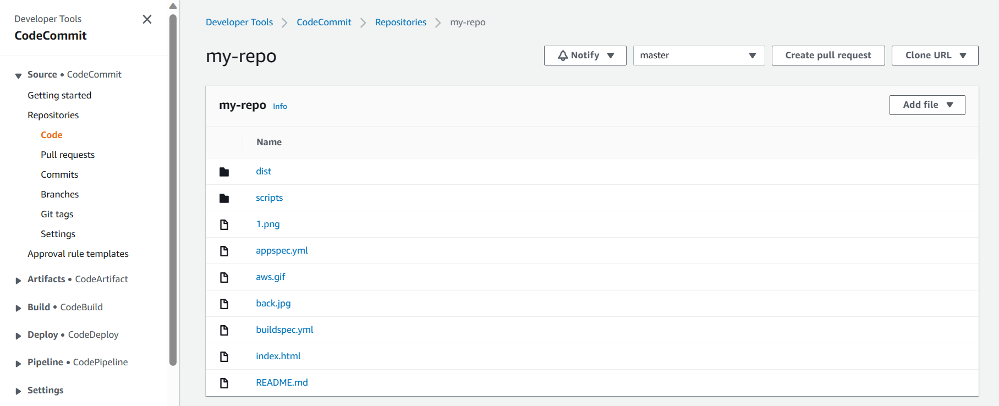 Developer Tools
CodeCommit
Source • CodeCommit
Getting started
Repositories
Code
Pull requests
Commits
Branches
Git tags
Settings
Approval rule templates
Artifacts • CodeArtifact
Build • CodeBuild
Deploy • CodeDeploy
Pipeline • CodePipeline
Settings
Developer Tools > CodeCommit > Repositories > my-repo
my-repo
Notify
master
Create pull request
Clone URL
my-repo Info
Add file
Name
dist
scripts
1.png
appspec.yml
aws.gif
back.jpg
buildspec.yml
index.html
README.md